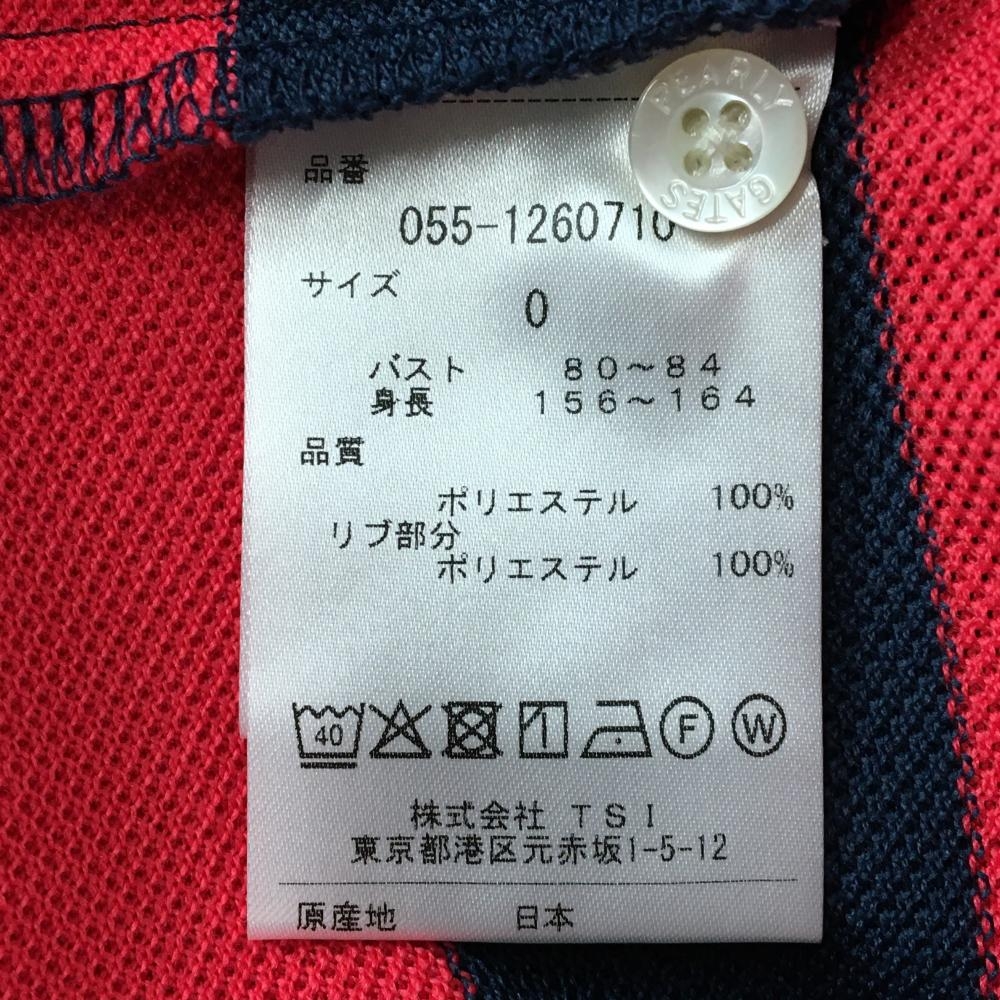 PEARLY
GATES
品番
055-1260710
サイズ
0
バスト 80～84
身長 156～164
品質
ポリエステル 100%
リブ部分
ポリエステル 100%
40
F
W
株式会社 TSI
東京都港区元赤坂1-5-12
原産地 日本